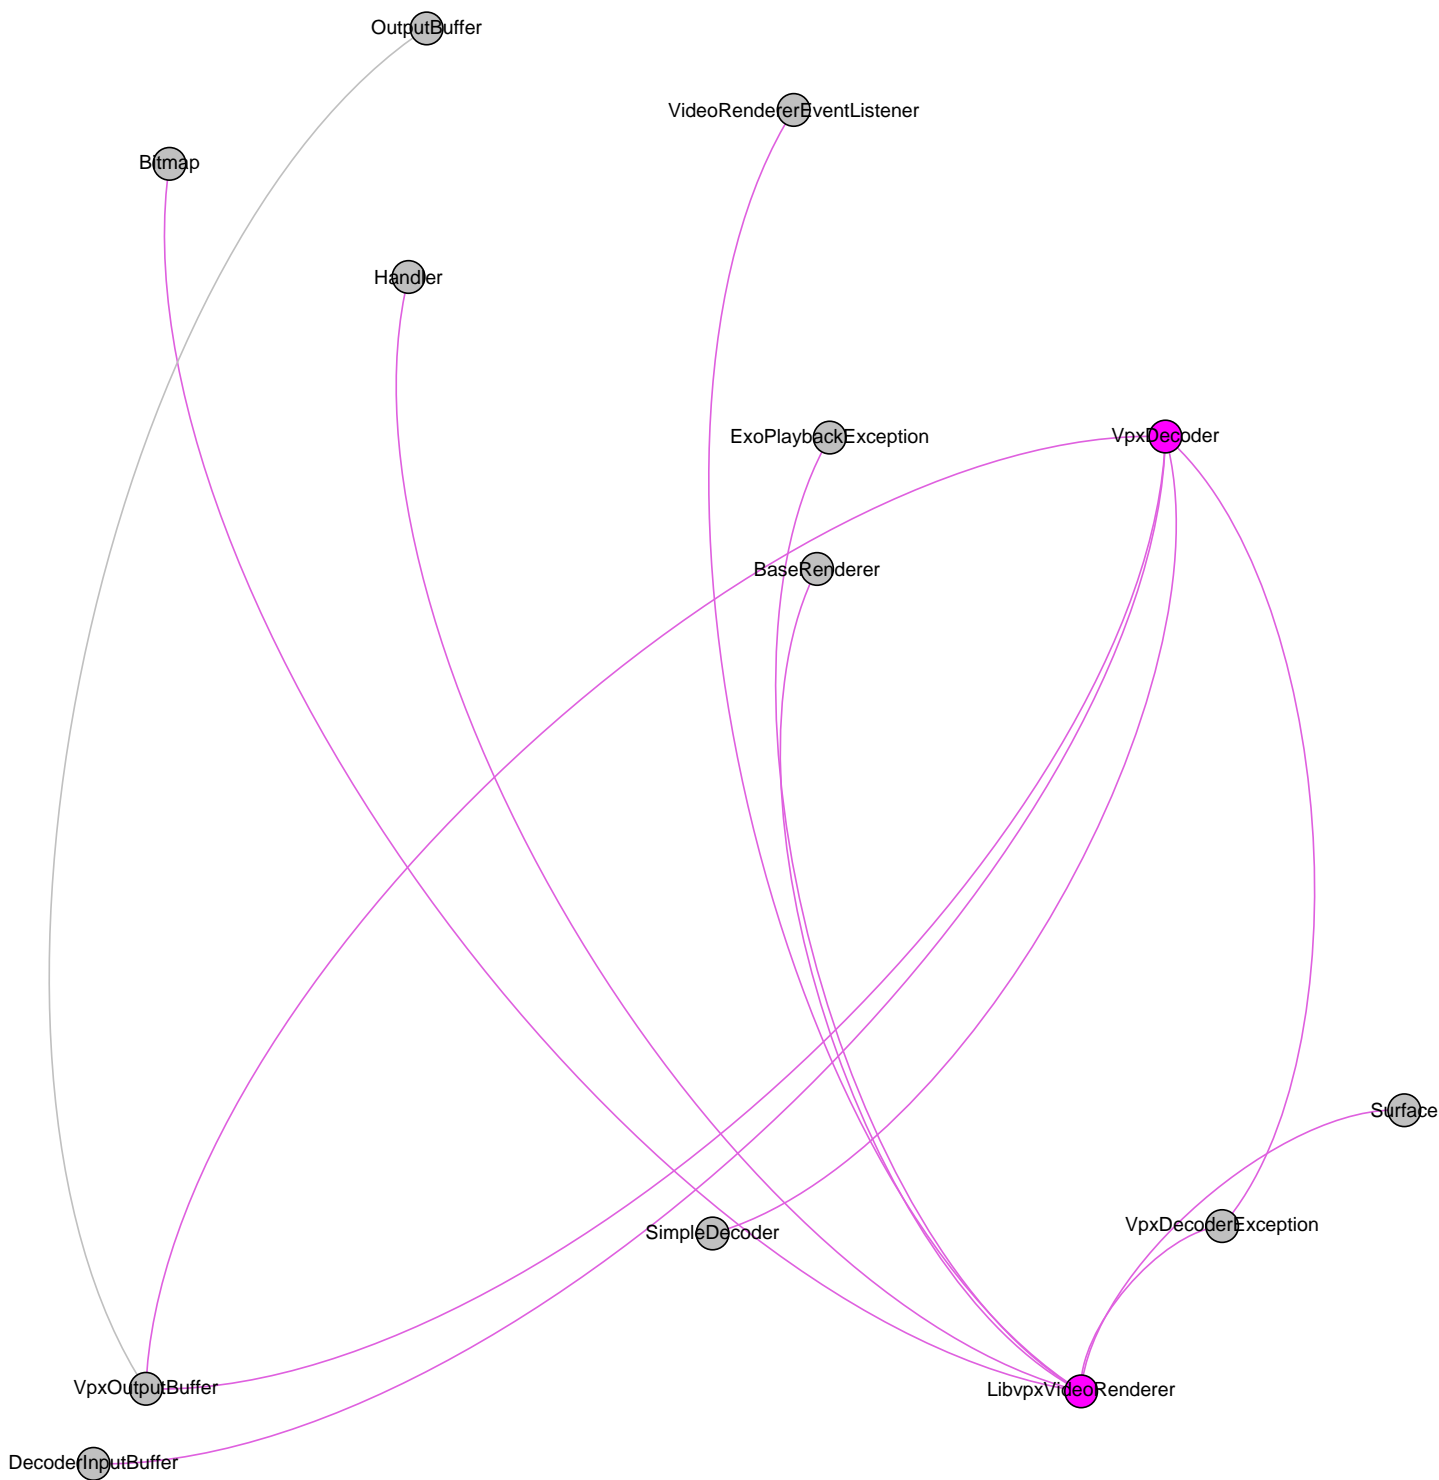 OutputBuffer
VideoRendererEventListener
Bitmap
Handler
ExoPlaybackException
VpxDecoder
BaseRenderer
Surface
VpxDecoderException
SimpleDecoder
VpxOutputBuffer
LibvpxVideoRenderer
DecoderInputBuffer